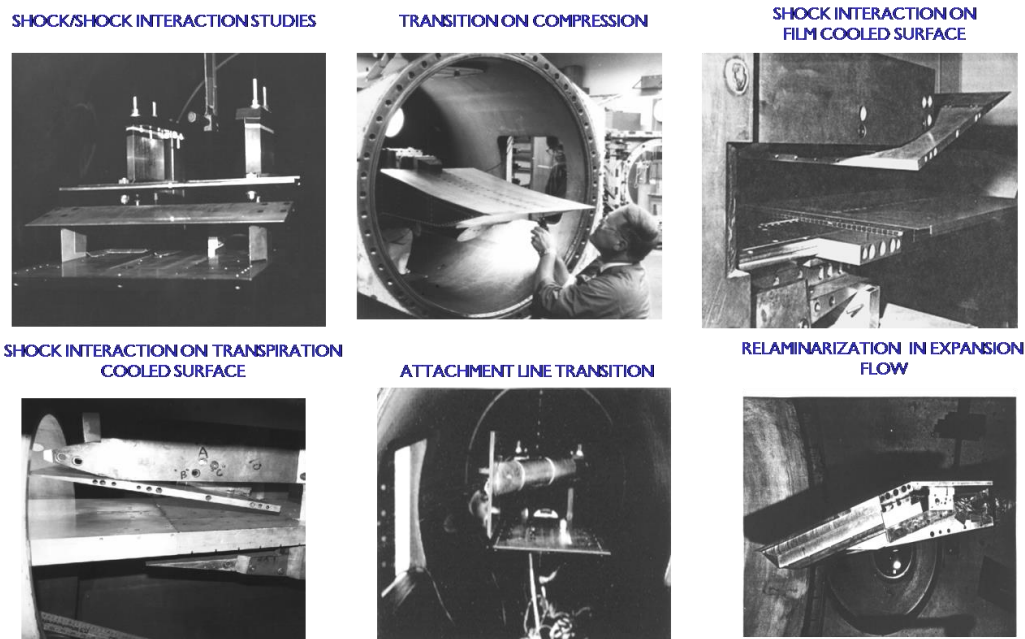 SHOCK/SHOCK INTERACTION STUDIES
TRANSITION ON COMPRESSION
SHOCK INTERACTION ON
FILM COOLED SURFACE
SHOCK INTERACTION ON TRANSPIRATION
COOLED SURFACE
ATTACHMENT LINE TRANSITION
RELAMINARIZATION IN EXPANSION
FLOW
A
B
C